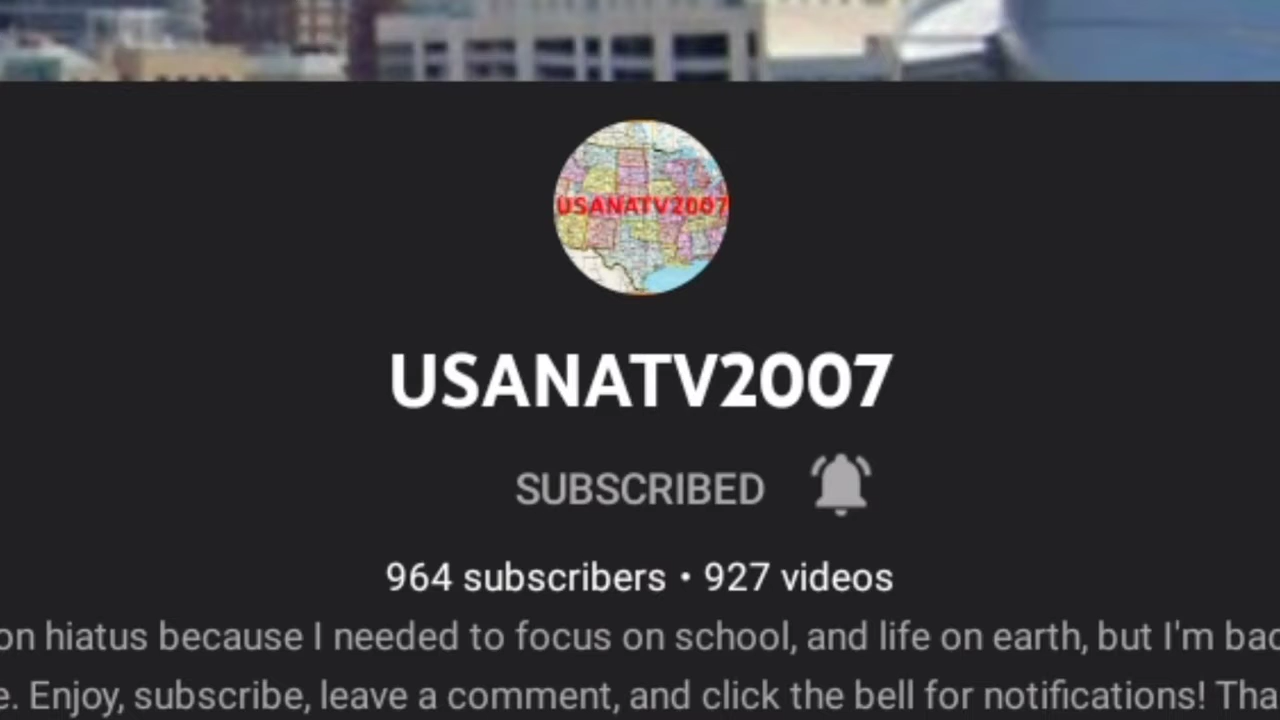 USANATV2007
USANATV2007
SUBSCRIBED
964 subscribers • 927 videos
on hiatus because I needed to focus on school, and life on earth, but I'm bac
e. Enjoy, subscribe, leave a comment, and click the bell for notifications! Tha